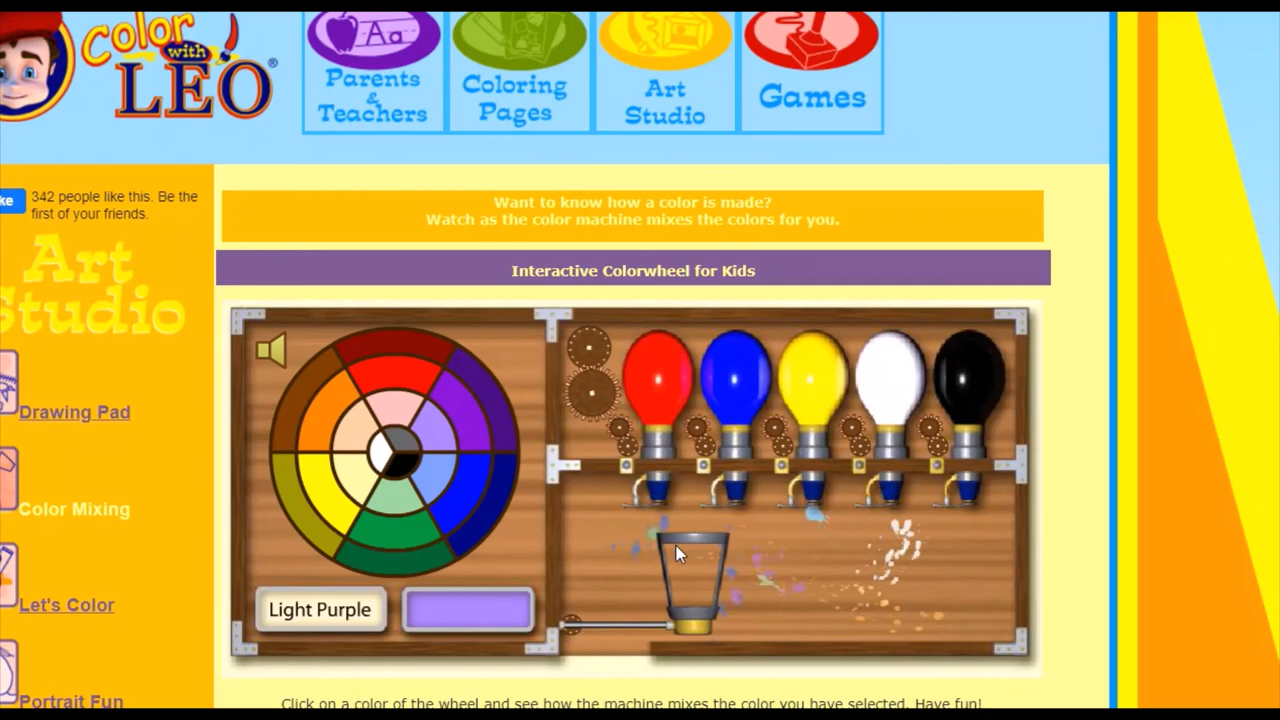 Color
with
LEO®
Aa
Parents
&
Teachers
Coloring
Pages
Art
Studio
Games
ke
342 people like this. Be the
first of your friends.
Art
Studio
Drawing Pad
Color Mixing
Let's Color
Portrait Fun
Want to know how a color is made?
Watch as the color machine mixes the colors for you.
Interactive Colorwheel for Kids
Light Purple
Click on a color of the wheel and see how the machine mixes the color you have selected. Have fun!